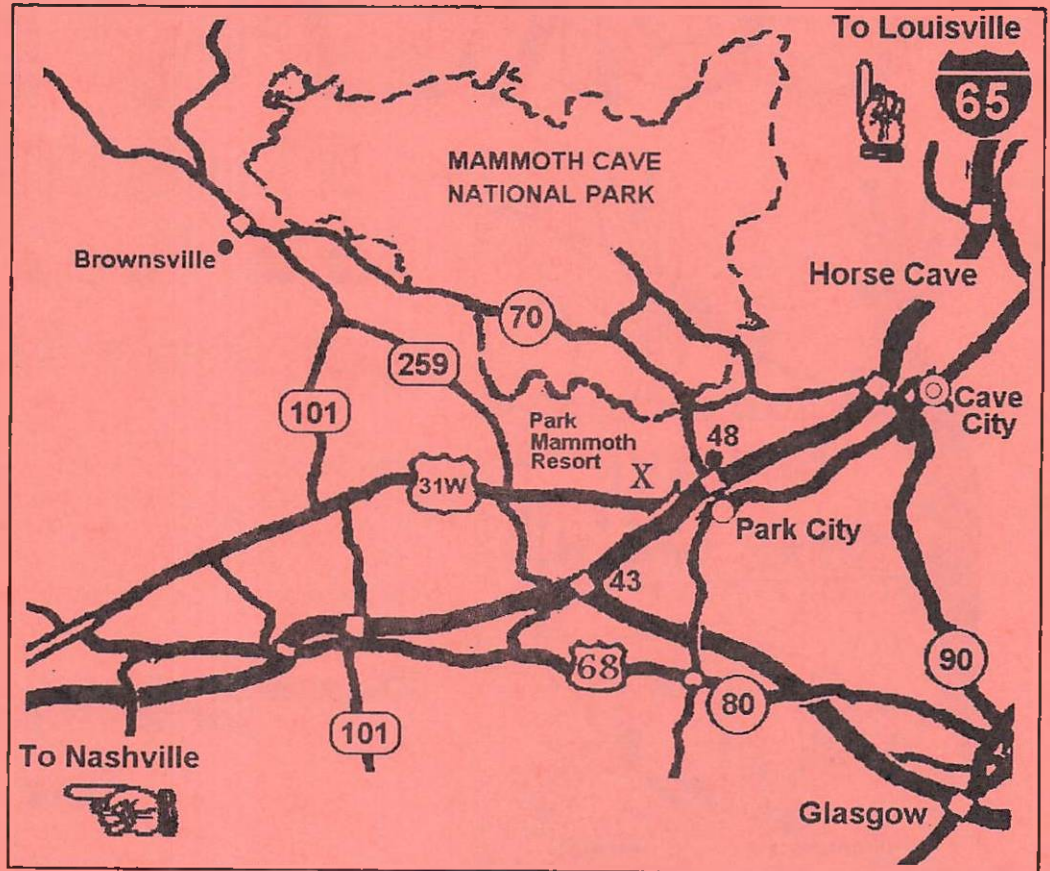 To Louisville
65
MAMMOTH CAVE
NATIONAL PARK
Brownsville
Horse Cave
70
259
101
Cave
City
Park
Mammoth
Resort
48
X
31W
Park City
43
68
90
80
101
To Nashville
Glasgow